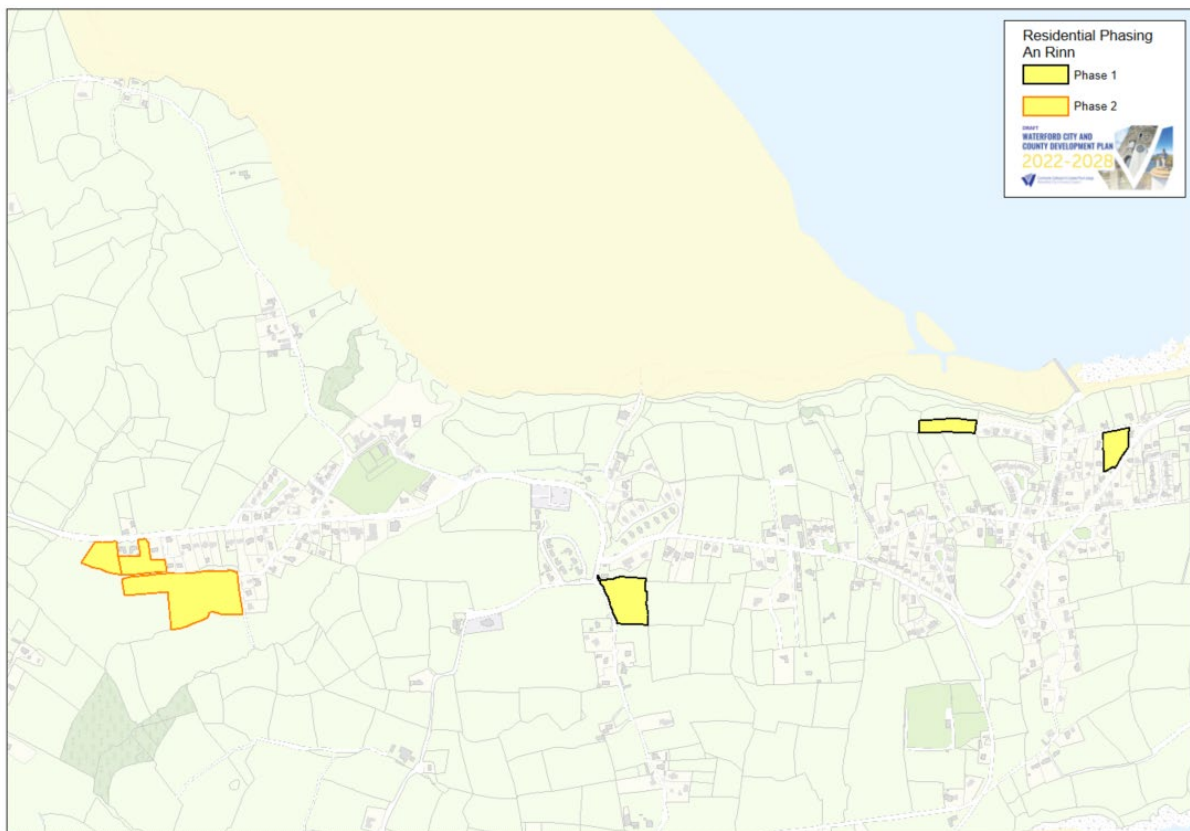 Residential Phasing
An Rinn
Phase 1
Phase 2
DRAFT
WATERFORD CITY AND
COUNTY DEVELOPMENT PLAN
2022-2028